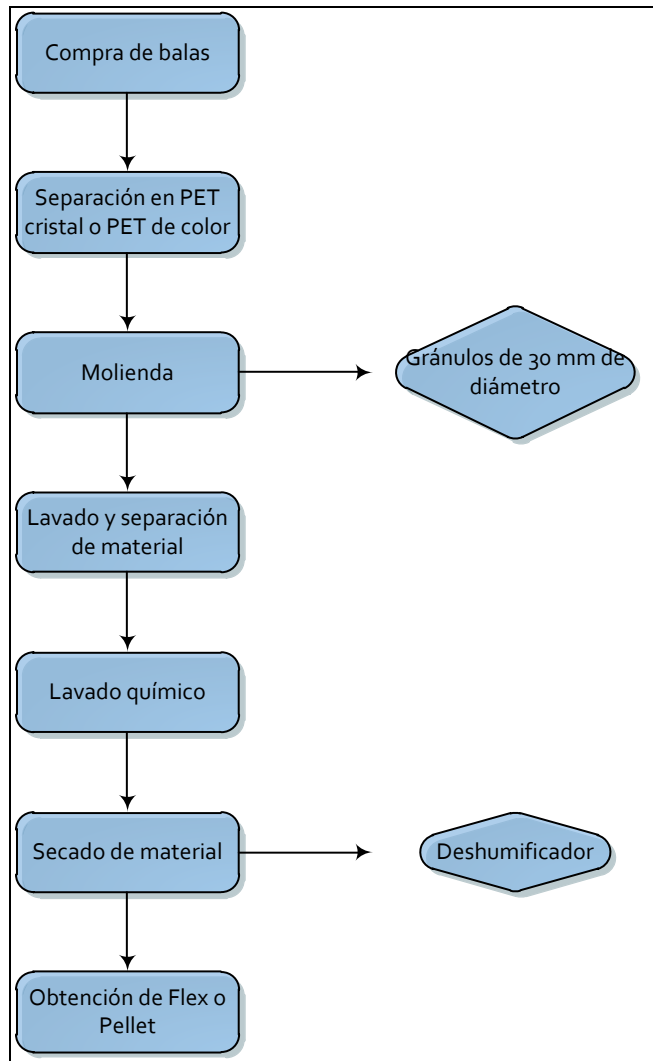 Compra de balas
Separación en PET
cristal o PET de color
Molienda
Gránulos de 30 mm de
diámetro
Lavado y separación
de material
Lavado químico
Secado de material
Deshumificador
Obtención de Flex o
Pellet